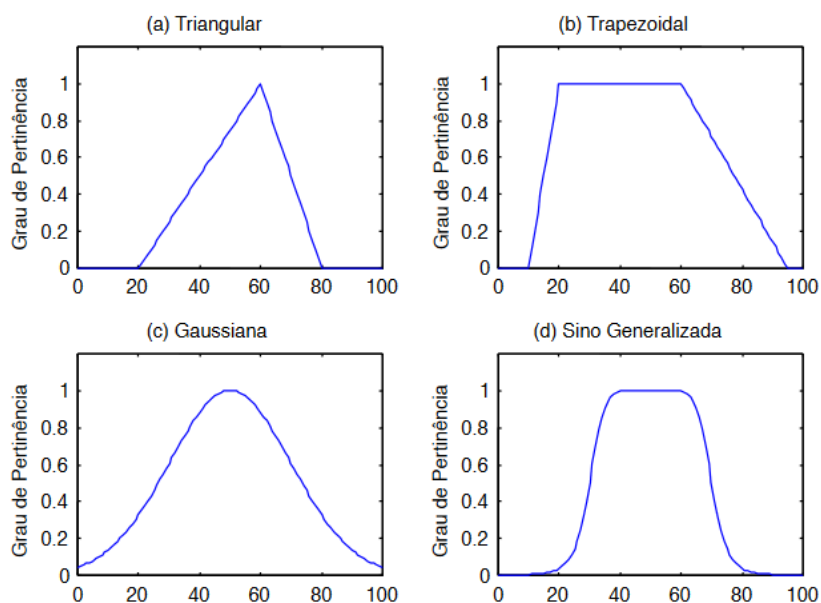 (a) Triangular
Grau de Pertinência
1
0.8
0.6
0.4
0.2
0
0 20 40 60 80 100
(b) Trapezoidal
Grau de Pertinência
1
0.8
0.6
0.4
0.2
0
0 20 40 60 80 100
(c) Gaussiana
Grau de Pertinência
1
0.8
0.6
0.4
0.2
0
0 20 40 60 80 100
(d) Sino Generalizada
Grau de Pertinência
1
0.8
0.6
0.4
0.2
0
0 20 40 60 80 100